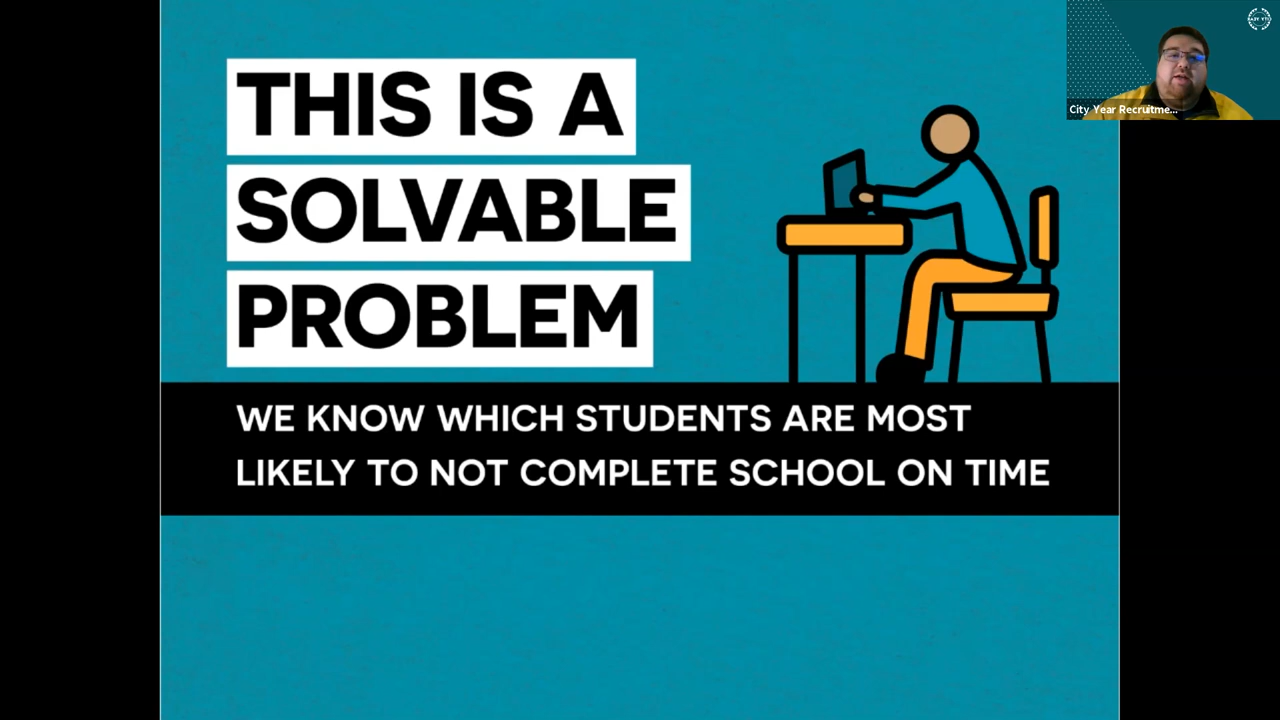 THIS IS A
SOLVABLE
PROBLEM
WE KNOW WHICH STUDENTS ARE MOST
LIKELY TO NOT COMPLETE SCHOOL ON TIME
City Year Recruitme...